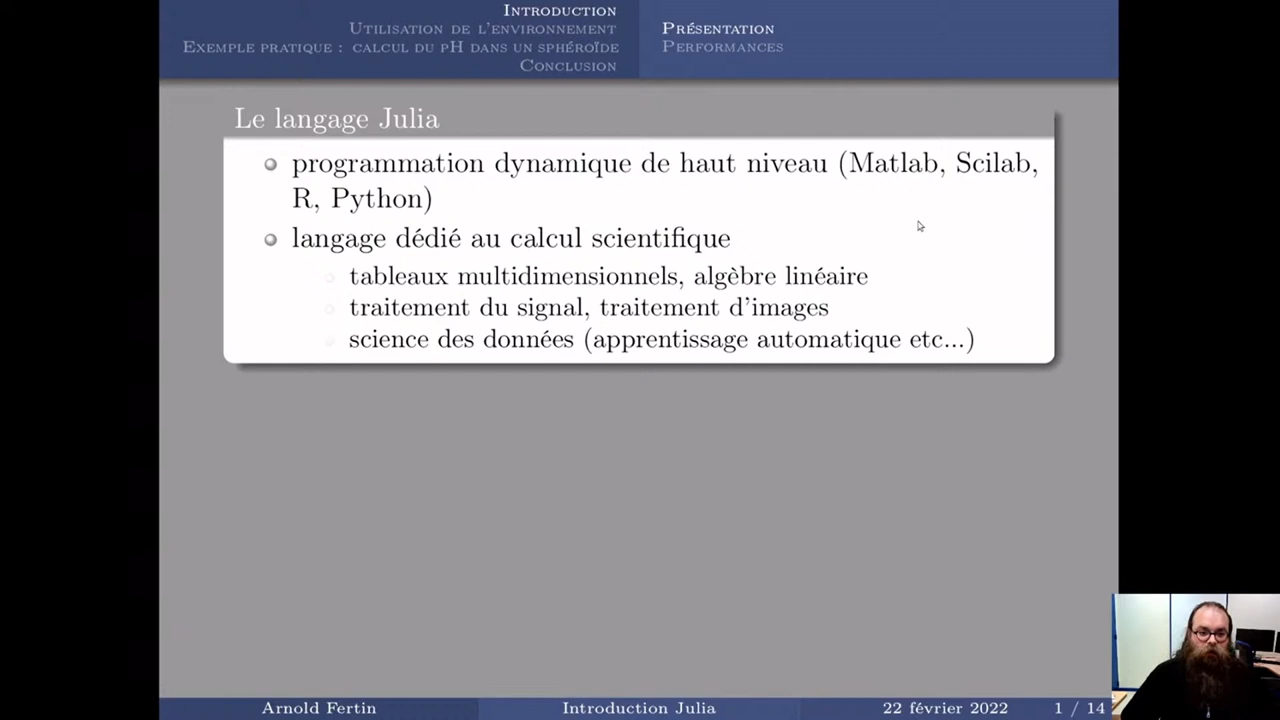 Introduction
Utilisation de l'environnement
Exemple pratique : calcul du pH dans un sphéroïde
Conclusion
Présentation
Performances
Le langage Julia
programmation dynamique de haut niveau (Matlab, Scilab,
R, Python)
langage dédié au calcul scientifique
tableaux multidimensionnels, algèbre linéaire
traitement du signal, traitement d'images
science des données (apprentissage automatique etc...)
Arnold Fertin
Introduction Julia
22 février 2022
1 / 14